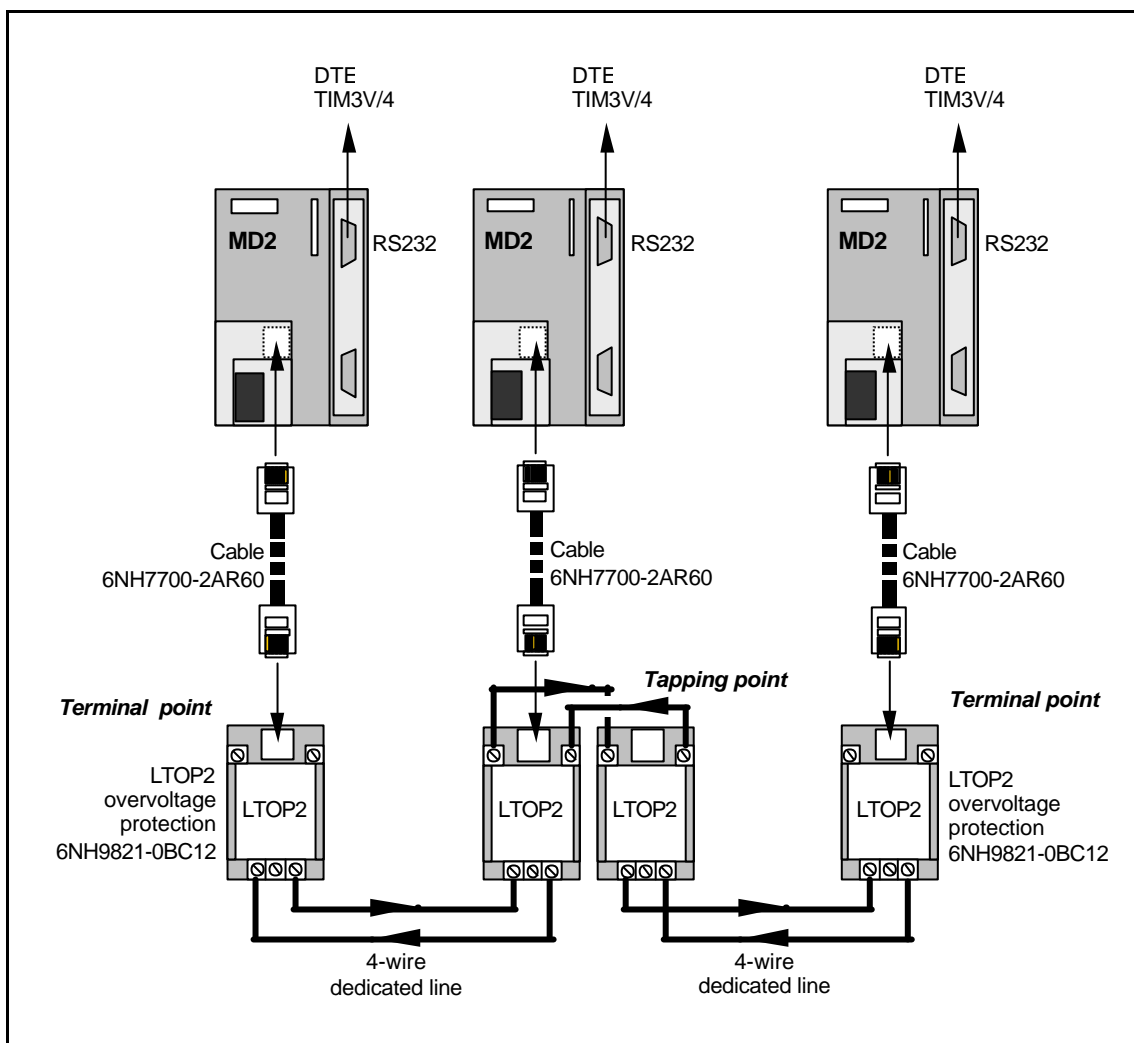 DTE
TIM3V/4
DTE
TIM3V/4
DTE
TIM3V/4
MD2
RS232
MD2
RS232
MD2
RS232
Cable
6NH7700-2AR60
Cable
6NH7700-2AR60
Cable
6NH7700-2AR60
Terminal point
Tapping point
Terminal point
LTOP2
overvoltage
protection
6NH9821-0BC12
LTOP2
LTOP2
LTOP2
LTOP2
LTOP2
overvoltage
protection
6NH9821-0BC12
4-wire
dedicated line
4-wire
dedicated line